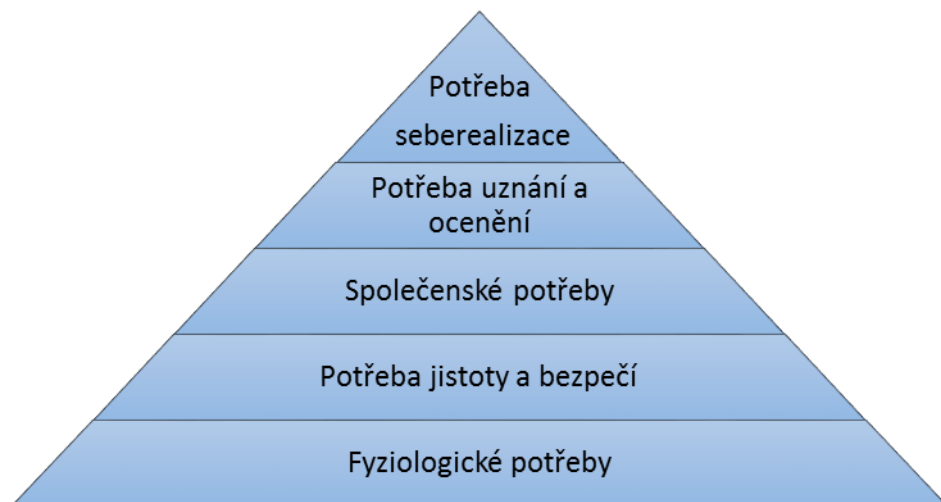 Potřeba
seberealizace
Potřeba uznání a
ocenění
Společenské potřeby
Potřeba jistoty a bezpečí
Fyziologické potřeby